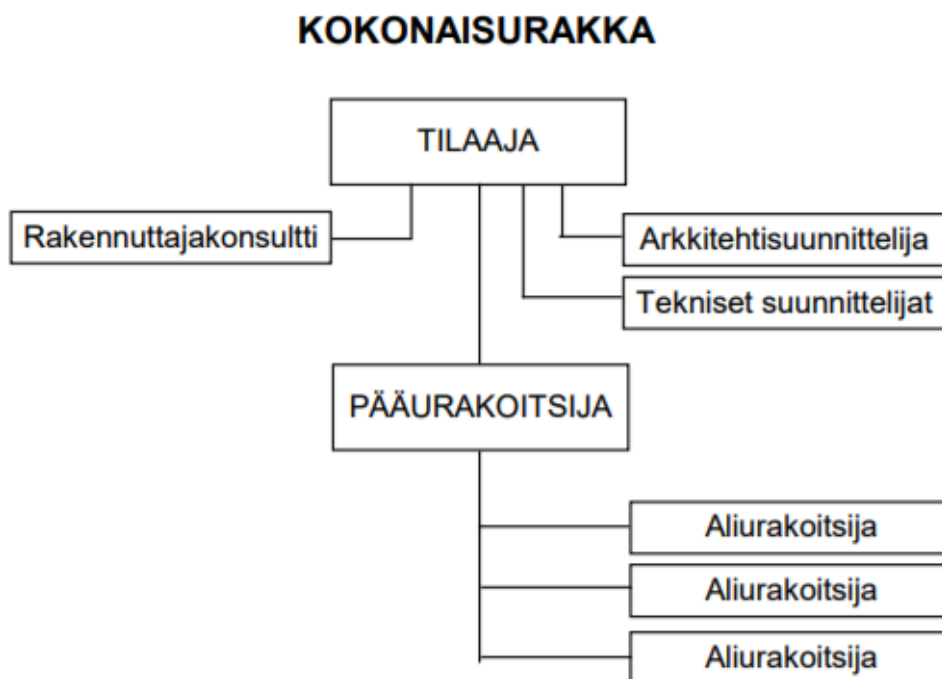 KOKONAISURAKKA
TILAAJA
Rakennuttajakonsultti
Arkkitehtisuunnittelija
Tekniset suunnittelijat
PÄÄURAKOITSIJA
Aliurakoitsija
Aliurakoitsija
Aliurakoitsija